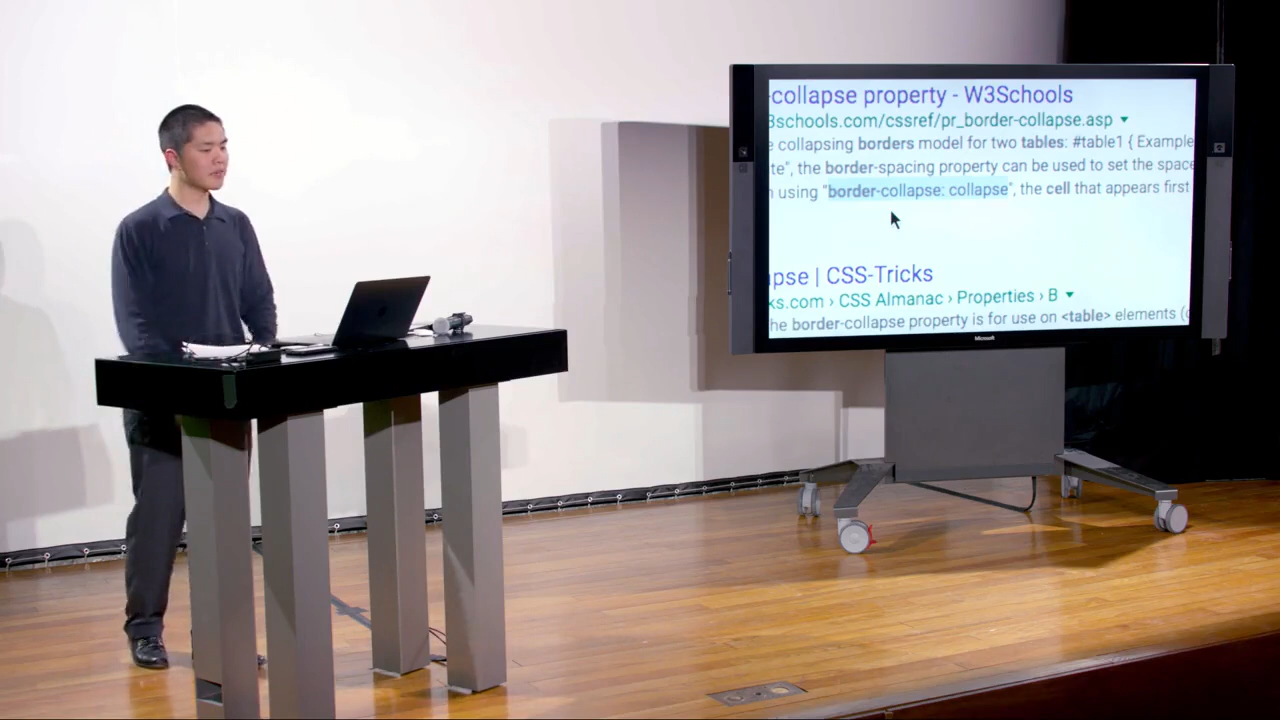 -collapse property - W3Schools
3schools.com/cssref/pr_border-collapse.asp
e collapsing borders model for two tables: #table1 { Example
te", the border-spacing property can be used to set the space
n using "border-collapse: collapse", the cell that appears first
apse | CSS-Tricks
ks.com › CSS Almanac › Properties › B
he border-collapse property is for use on <table> elements (
Microsoft